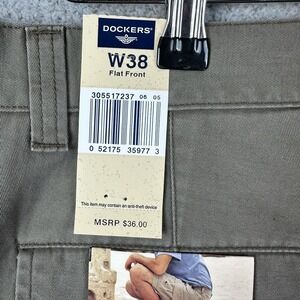 DOCKERS®
W38
Flat Front
305517237 06 05
0 52175 35977 3
This item may contain an anti-theft device
MSRP $36.00